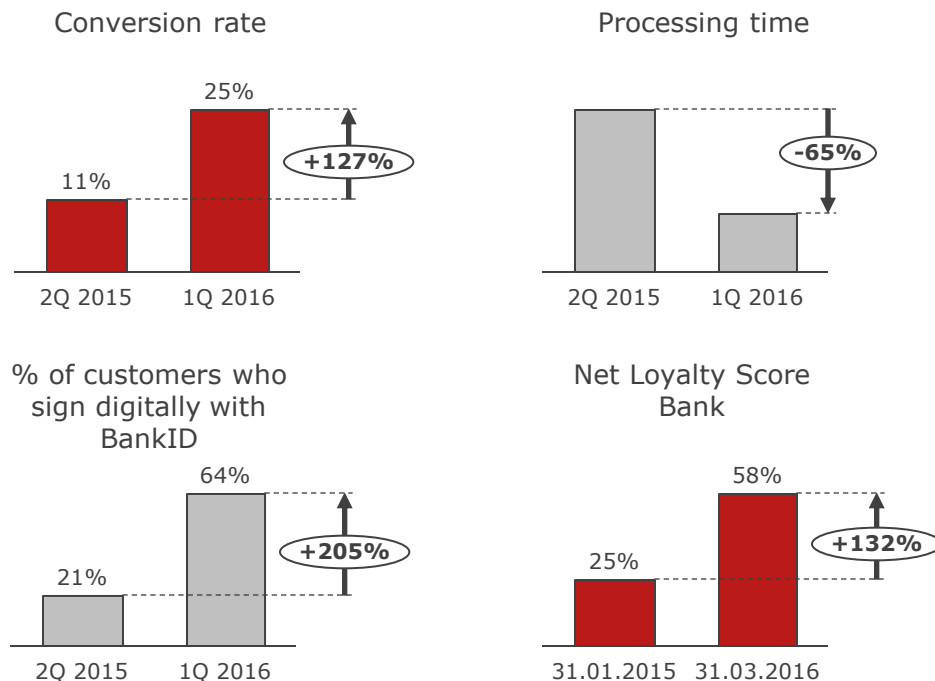 Conversion rate
25%
+127%
11%
2Q 2015
1Q 2016
Processing time
-65%
2Q 2015
1Q 2016
% of customers who
sign digitally with
BankID
64%
+205%
21%
2Q 2015
1Q 2016
Net Loyalty Score
Bank
58%
+132%
25%
31.01.2015
31.03.2016